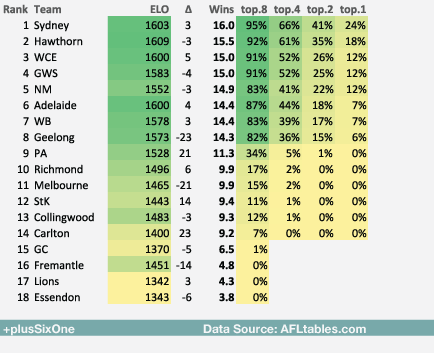 Rank Team ELO Δ Wins top.8 top.4 top.2 top.1
1 Sydney 1603 3 16.0 95% 66% 41% 24%
2 Hawthorn 1609 -3 15.5 92% 61% 35% 18%
3 WCE 1600 5 15.0 91% 52% 26% 12%
4 GWS 1583 -4 15.0 91% 52% 25% 12%
5 NM 1552 -3 14.9 83% 41% 22% 12%
6 Adelaide 1600 4 14.4 87% 44% 18% 7%
7 WB 1578 3 14.4 83% 39% 17% 7%
8 Geelong 1573 -23 14.3 82% 36% 15% 6%
9 PA 1528 21 11.3 34% 5% 1% 0%
10 Richmond 1496 6 9.9 17% 2% 0% 0%
11 Melbourne 1465 -21 9.9 15% 2% 0% 0%
12 StK 1443 14 9.4 11% 1% 0% 0%
13 Collingwood 1483 -3 9.3 12% 1% 0% 0%
14 Carlton 1400 23 9.2 7% 0% 0% 0%
15 GC 1370 -5 6.5 1%
16 Fremantle 1451 -14 4.8 0%
17 Lions 1342 3 4.3 0%
18 Essendon 1343 -6 3.8 0%
+plusSixOne Data Source: AFLtables.com